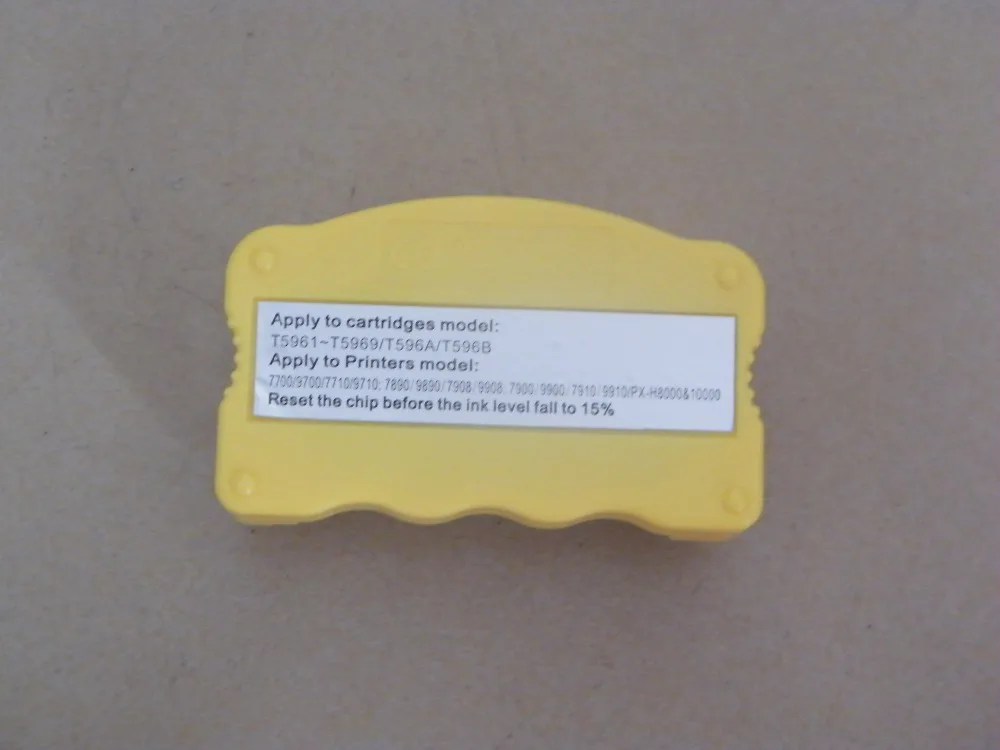 Apply to cartridges model:
T5961~T5969/T596A/T596B
Apply to Printers model:
7700/9700/7710/9710; 7890/ 9890/ 7908/ 9908; 7900/ 9900/ 7910/ 9910/PX-H8000&10000
Reset the chip before the ink level fall to 15%